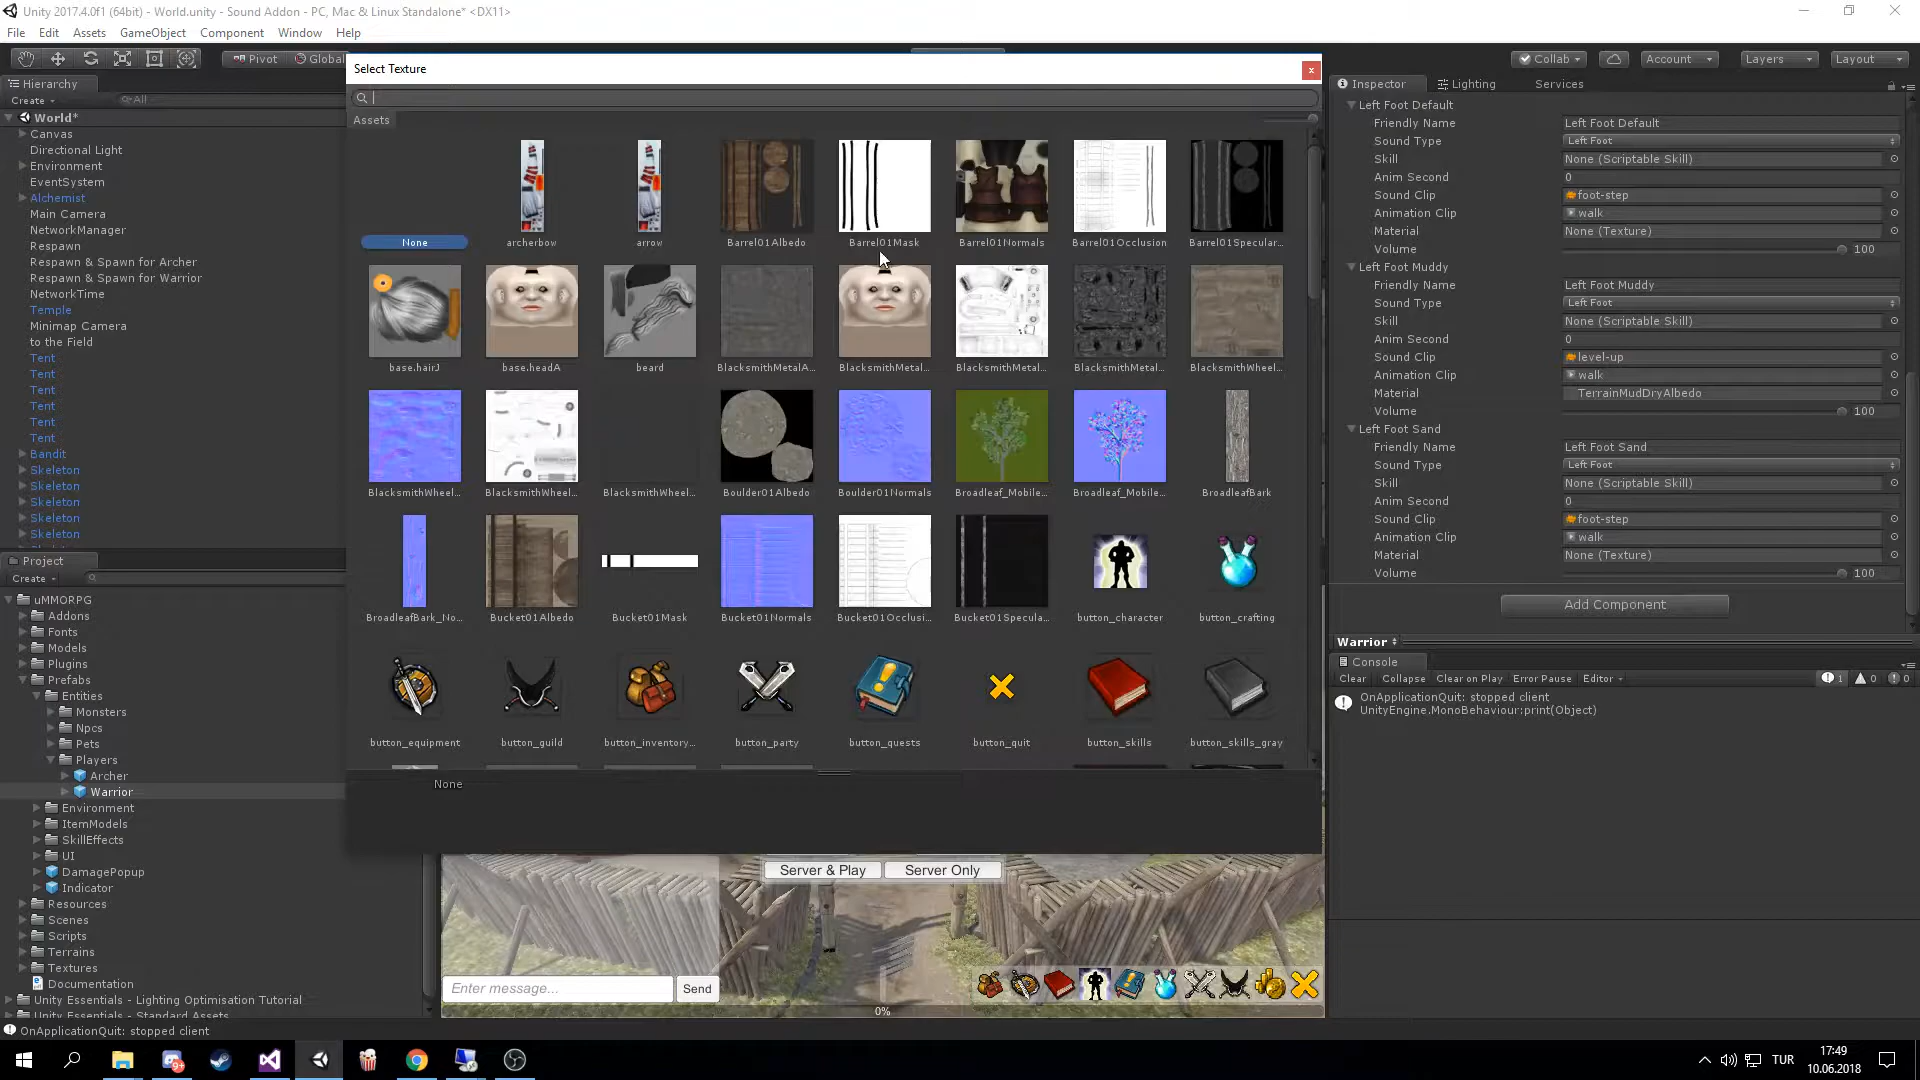 Unity 2017.4.0f1 (64bit) - World.unity - Sound Addon - PC, Mac & Linux Standalone* <DX11>
File Edit Assets GameObject Component Window Help
Pivot Global
Collab Account Layers Layout
Hierarchy
Create All
World*
Canvas
Directional Light
Environment
EventSystem
Alchemist
Main Camera
NetworkManager
Respawn
Respawn & Spawn for Archer
Respawn & Spawn for Warrior
NetworkTime
Temple
Minimap Camera
to the Field
Tent
Tent
Tent
Tent
Tent
Tent
Bandit
Skeleton
Skeleton
Skeleton
Skeleton
Skeleton
Project
Create
uMMORPG
Addons
Fonts
Models
Plugins
Prefabs
Entities
Monsters
Npcs
Pets
Players
Archer
Warrior
Environment
ItemModels
SkillEffects
UI
DamagePopup
Indicator
Resources
Scenes
Scripts
Terrains
Textures
Documentation
Unity Essentials - Lighting Optimisation Tutorial
Unity Essentials - Standard Assets
OnApplicationQuit: stopped client
Select Texture
Assets
None archerbow arrow Barrel01Albedo Barrel01Mask Barrel01Normals Barrel01Occlusion Barrel01Specular...
base.hairJ base.headA beard BlacksmithMetalA... BlacksmithMetal... BlacksmithMetal... BlacksmithMetal... BlacksmithWheel...
BlacksmithWheel... BlacksmithWheel... BlacksmithWheel... Boulder01Albedo Boulder01Normals Broadleaf_Mobile... Broadleaf_Mobile... BroadleafBark
BroadleafBark_No... Bucket01Albedo Bucket01Mask Bucket01Normals Bucket01Occlusi... Bucket01Specula... button_character button_crafting
button_equipment button_guild button_inventory... button_party button_quests button_quit button_skills button_skills_gray
None
Server & Play Server Only
Enter message... Send
0%
Inspector Lighting Services
Left Foot Default
Friendly Name Left Foot Default
Sound Type Left Foot
Skill None (Scriptable Skill)
Anim Second 0
Sound Clip foot-step
Animation Clip walk
Material None (Texture)
Volume 100
Left Foot Muddy
Friendly Name Left Foot Muddy
Sound Type Left Foot
Skill None (Scriptable Skill)
Anim Second 0
Sound Clip level-up
Animation Clip walk
Material TerrainMudDryAlbedo
Volume 100
Left Foot Sand
Friendly Name Left Foot Sand
Sound Type Left Foot
Skill None (Scriptable Skill)
Anim Second 0
Sound Clip foot-step
Animation Clip walk
Material None (Texture)
Volume 100
Add Component
Warrior
Console
Clear Collapse Clear on Play Error Pause Editor 1 0 0
OnApplicationQuit: stopped client
UnityEngine.MonoBehaviour:print(Object)
TUR
17:49
10.06.2018